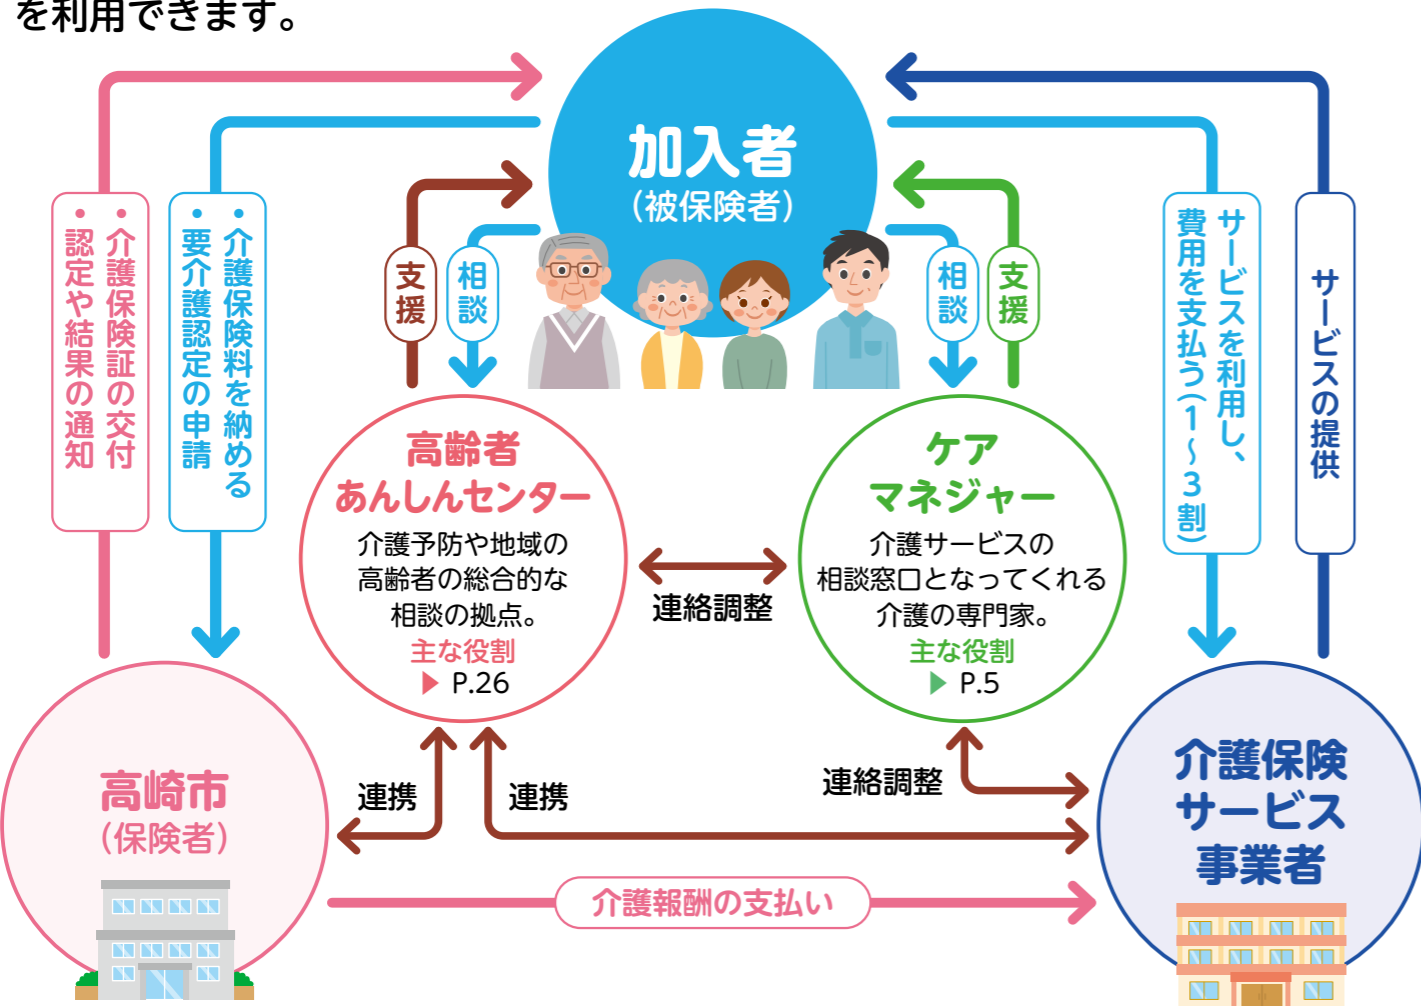 を利用できます。
加入者
（被保険者）
・介護保険証の交付
・認定や結果の通知
・介護保険料を納める
・要介護認定の申請
支援
相談
相談
支援
サービスを利用し、
費用を支払う（1～3割）
サービスの提供
高齢者
あんしんセンター
介護予防や地域の
高齢者の総合的な
相談の拠点。
主な役割
▶ P.26
連絡調整
ケア
マネジャー
介護サービスの
相談窓口となってくれる
介護の専門家。
主な役割
▶ P.5
高崎市
（保険者）
連携
連携
連絡調整
介護保険
サービス
事業者
介護報酬の支払い